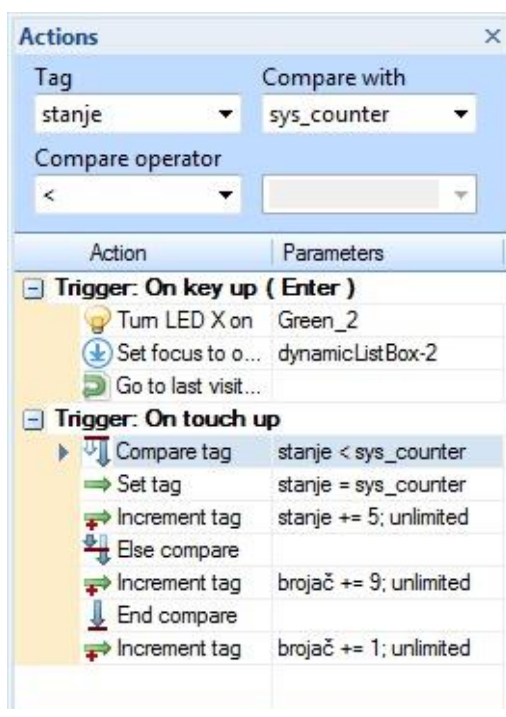 Actions
Tag Compare with
stanje sys_counter
Compare operator
<
Action Parameters
Trigger: On key up ( Enter )
Turn LED X on Green_2
Set focus to o... dynamicListBox-2
Go to last visit...
Trigger: On touch up
Compare tag stanje < sys_counter
Set tag stanje = sys_counter
Increment tag stanje += 5; unlimited
Else compare
Increment tag brojač += 9; unlimited
End compare
Increment tag brojač += 1; unlimited